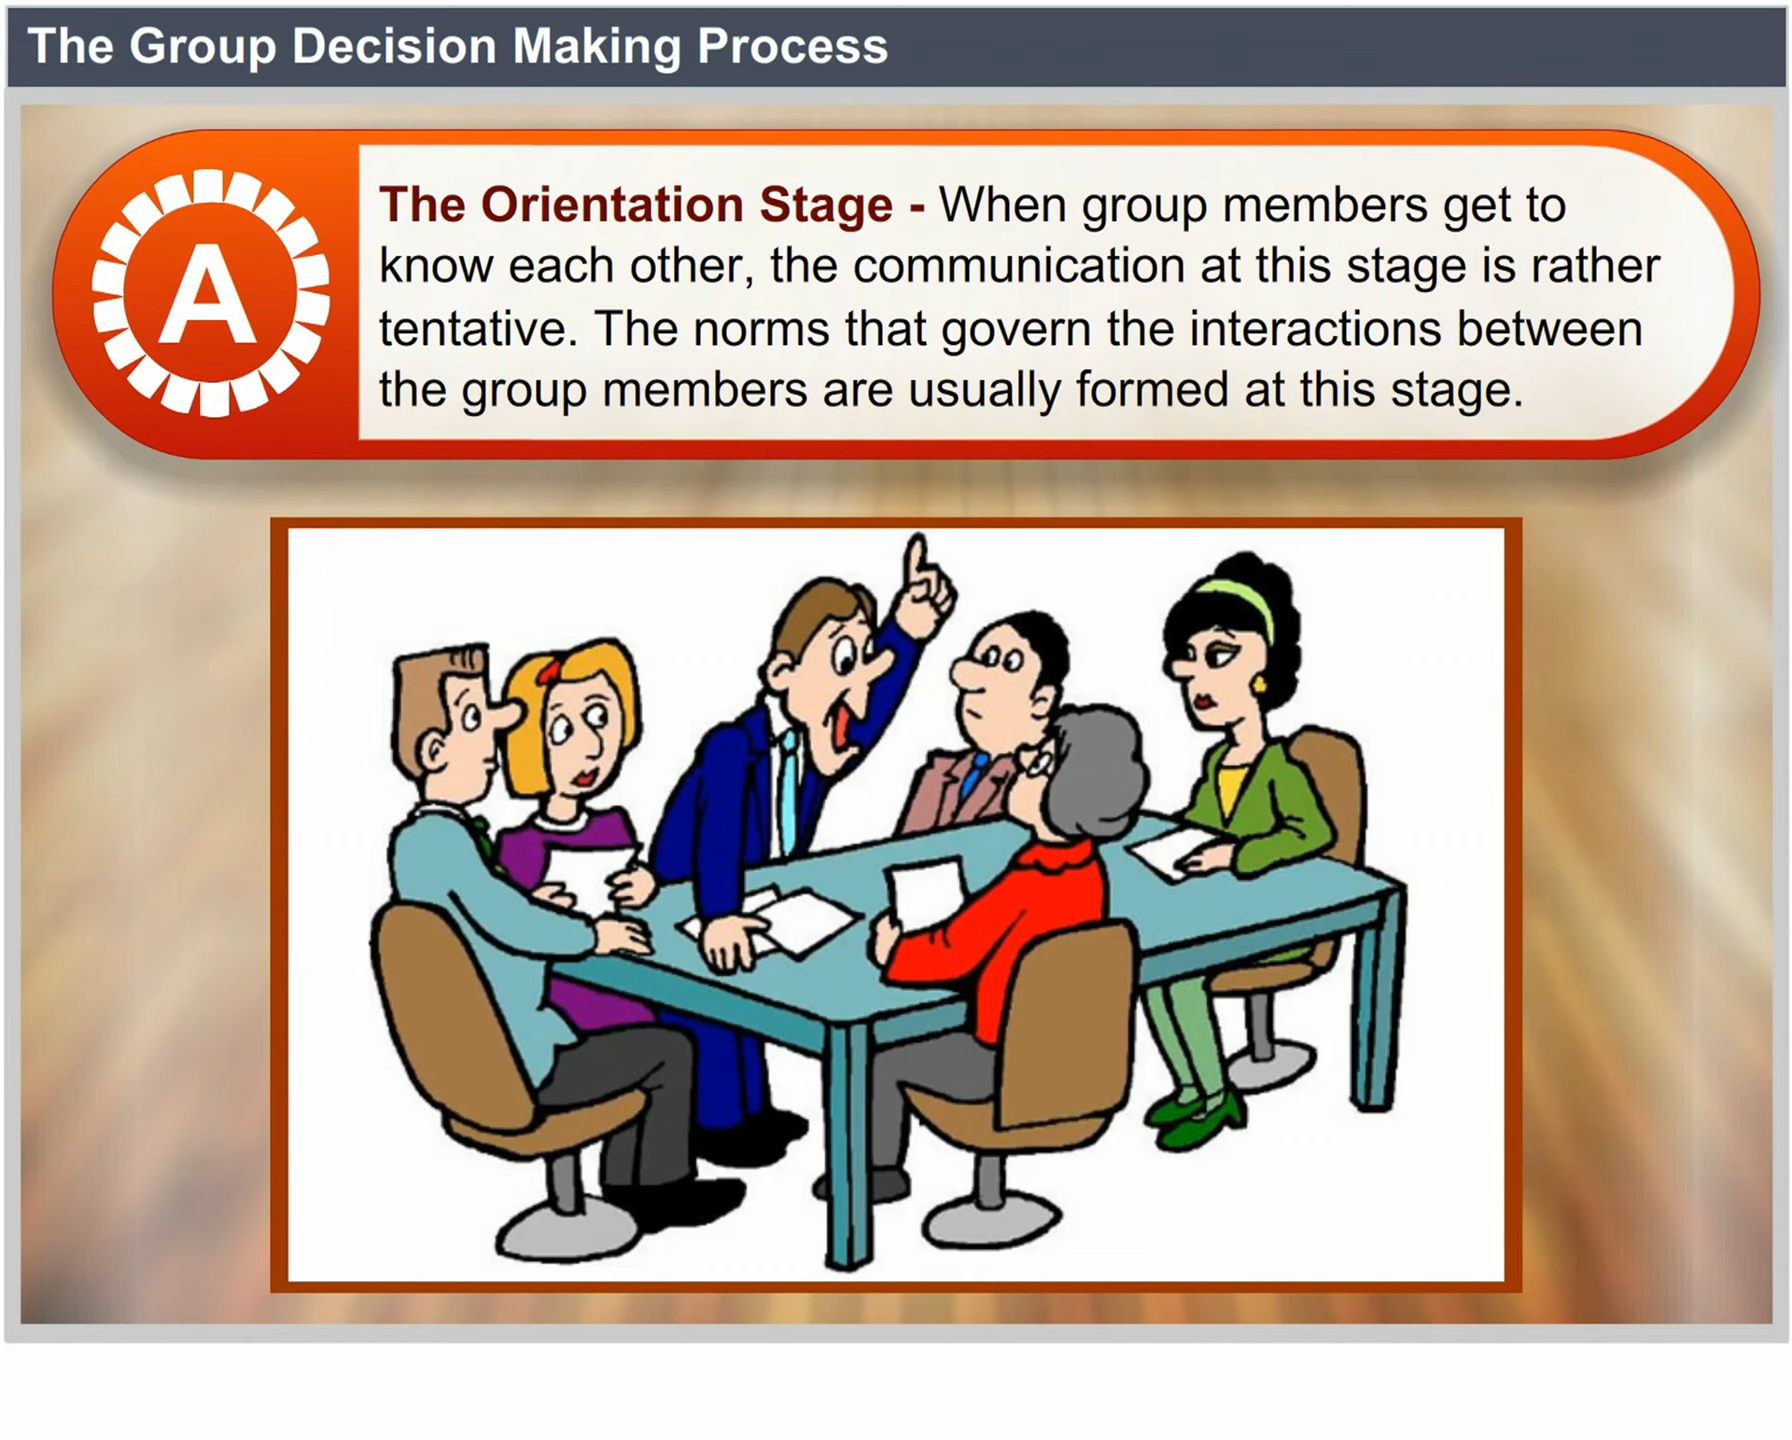 The Group Decision Making Process
A
The Orientation Stage - When group members get to
know each other, the communication at this stage is rather
tentative. The norms that govern the interactions between
the group members are usually formed at this stage.